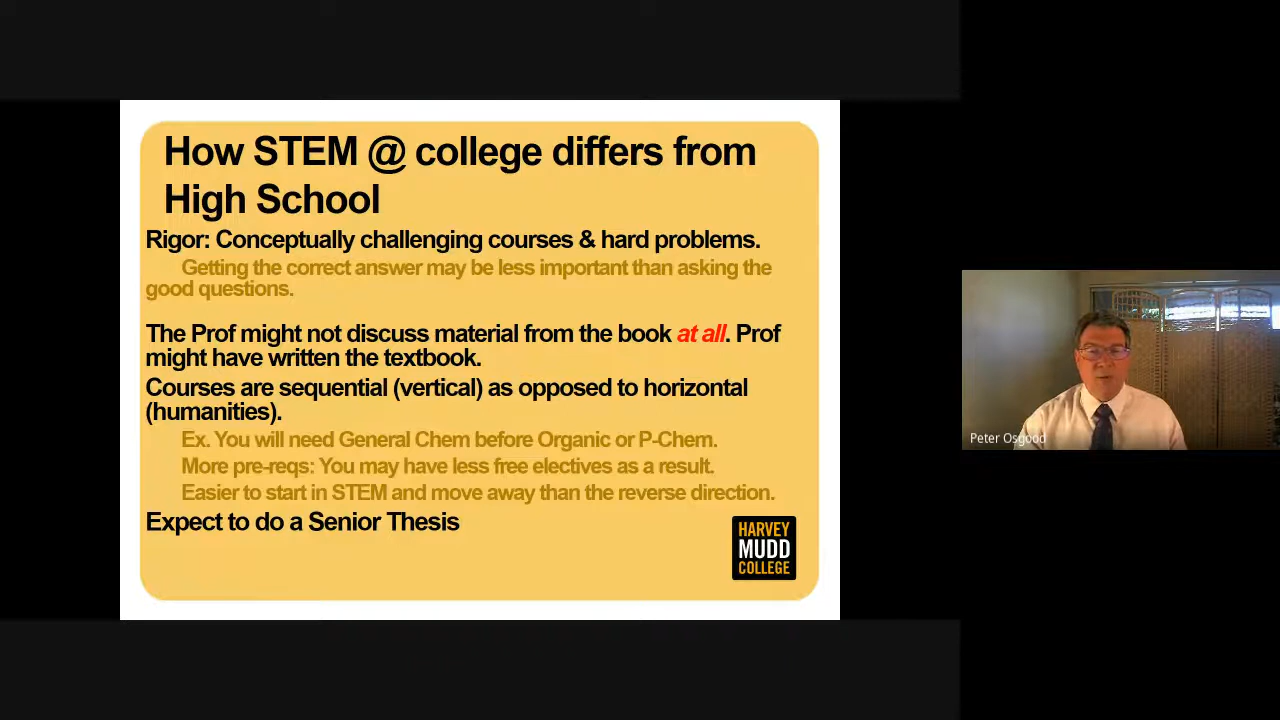 How STEM @ college differs from
High School
Rigor: Conceptually challenging courses & hard problems.
Getting the correct answer may be less important than asking the
good questions.
The Prof might not discuss material from the book at all. Prof
might have written the textbook.
Courses are sequential (vertical) as opposed to horizontal
(humanities).
Ex. You will need General Chem before Organic or P-Chem.
More pre-reqs: You may have less free electives as a result.
Easier to start in STEM and move away than the reverse direction.
Expect to do a Senior Thesis
HARVEY
MUDD
COLLEGE
Peter Osgood